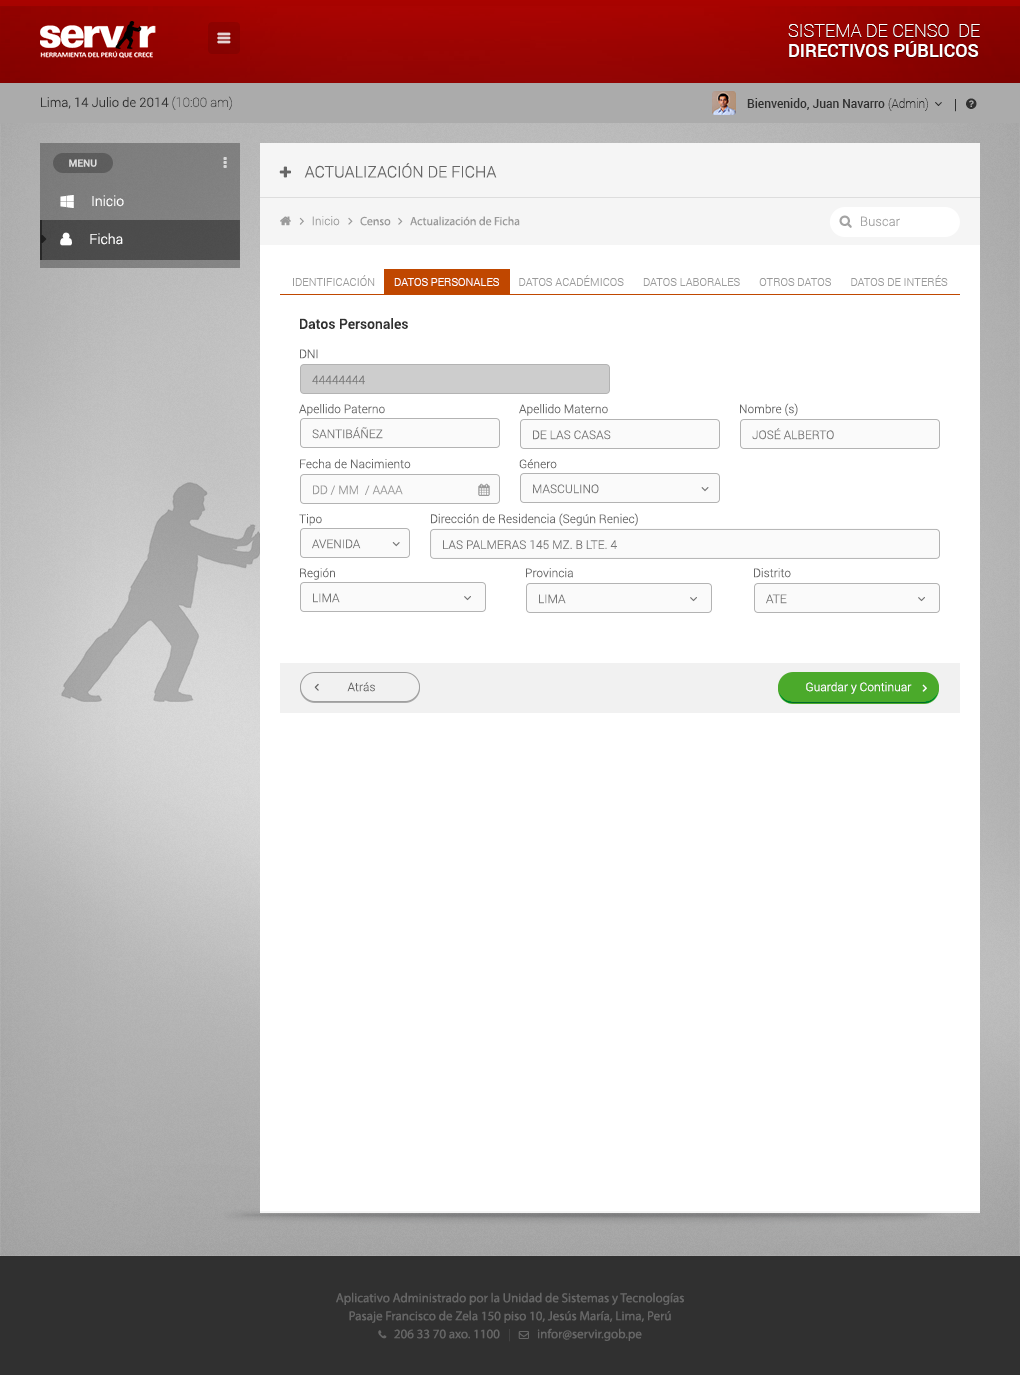 servir
HERRAMIENTA DEL PERÚ QUE CRECE
SISTEMA DE CENSO DE
DIRECTIVOS PÚBLICOS
Lima, 14 Julio de 2014 (10:00 am)
Bienvenido, Juan Navarro (Admin) |
MENU
Inicio
Ficha
ACTUALIZACIÓN DE FICHA
Inicio > Censo > Actualización de Ficha
Buscar
IDENTIFICACIÓN DATOS PERSONALES DATOS ACADÉMICOS DATOS LABORALES OTROS DATOS DATOS DE INTERÉS
Datos Personales
DNI
44444444
Apellido Paterno Apellido Materno Nombre (s)
SANTIBÁÑEZ DE LAS CASAS JOSÉ ALBERTO
Fecha de Nacimiento Género
DD / MM / AAAA MASCULINO
Tipo Dirección de Residencia (Según Reniec)
AVENIDA LAS PALMERAS 145 MZ. B LTE. 4
Región Provincia Distrito
LIMA LIMA ATE
Atrás Guardar y Continuar
Aplicativo Administrado por la Unidad de Sistemas y Tecnologías
Pasaje Francisco de Zela 150 piso 10, Jesús María, Lima, Perú
206 33 70 axo. 1100 | infor@servir.gob.pe